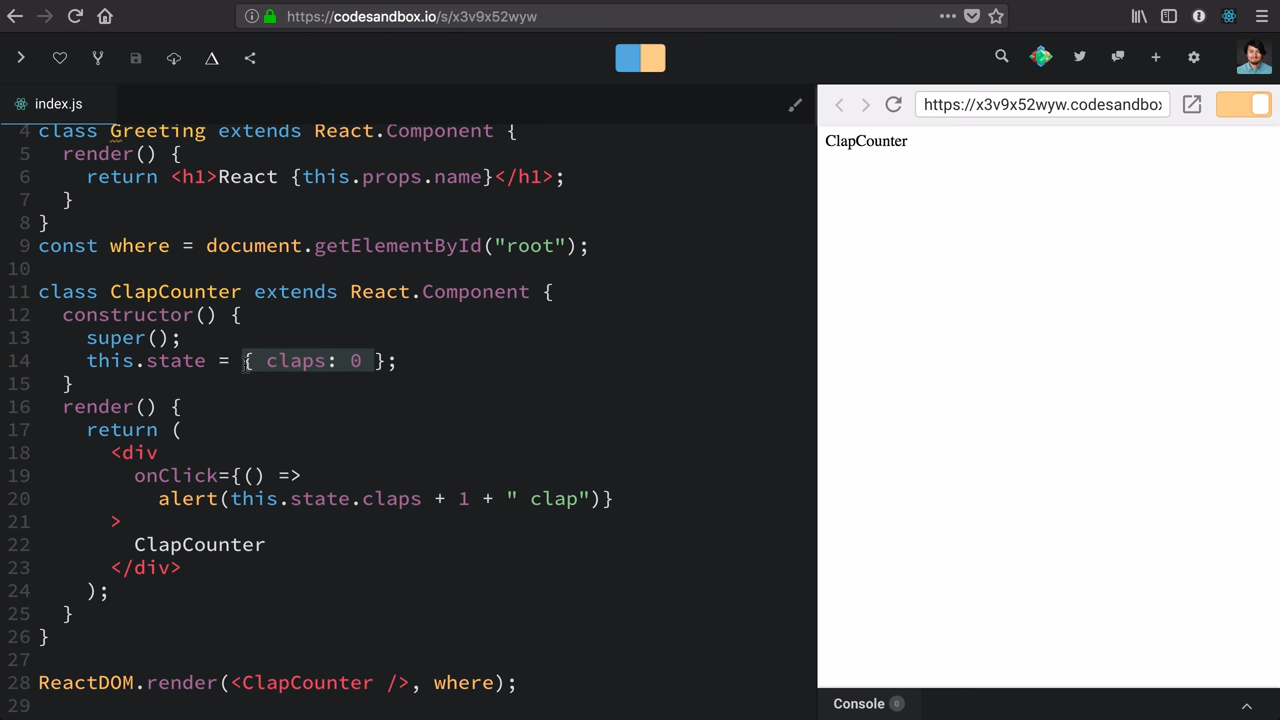 https://codesandbox.io/s/x3v9x52wyw
index.js
https://x3v9x52wyw.codesandbox
ClapCounter
4 class Greeting extends React.Component {
5 render() {
6 return <h1>React {this.props.name}</h1>;
7 }
8 }
9 const where = document.getElementById("root");
10
11 class ClapCounter extends React.Component {
12 constructor() {
13 super();
14 this.state = { claps: 0 };
15 }
16 render() {
17 return (
18 <div
19 onClick={() =>
20 alert(this.state.claps + 1 + " clap")}
21 >
22 ClapCounter
23 </div>
24 );
25 }
26 }
27
28 ReactDOM.render(<ClapCounter />, where);
29
Console 0